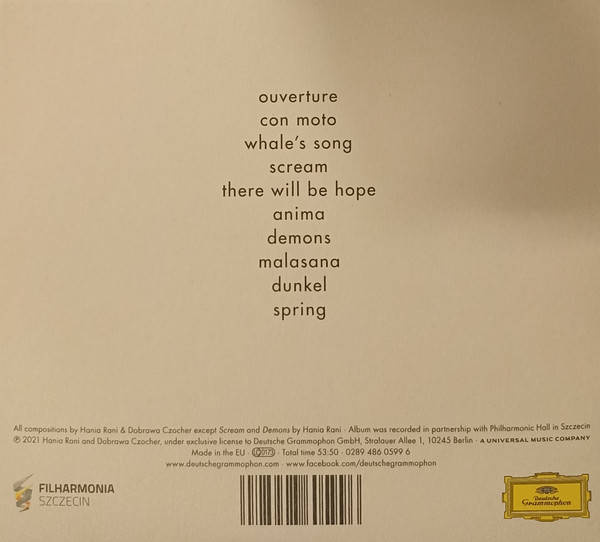 ouverture
con moto
whale's song
scream
there will be hope
anima
demons
malasana
dunkel
spring
All compositions by Hania Rani & Dobrawa Czocher except Scream and Demons by Hania Rani · Album was recorded in partnership with Philharmonic Hall in Szczecin
℗ 2021 Hania Rani and Dobrawa Czocher, under exclusive license to Deutsche Grammophon GmbH, Stralauer Allee 1, 10245 Berlin · A UNIVERSAL MUSIC COMPANY
Made in the EU · LC0173 · Total time 53:50 · 0289 486 0599 6
www.deutschegrammophon.com · www.facebook.com/deutschegrammophon
FILHARMONIA
SZCZECIN
Deutsche
Grammophon